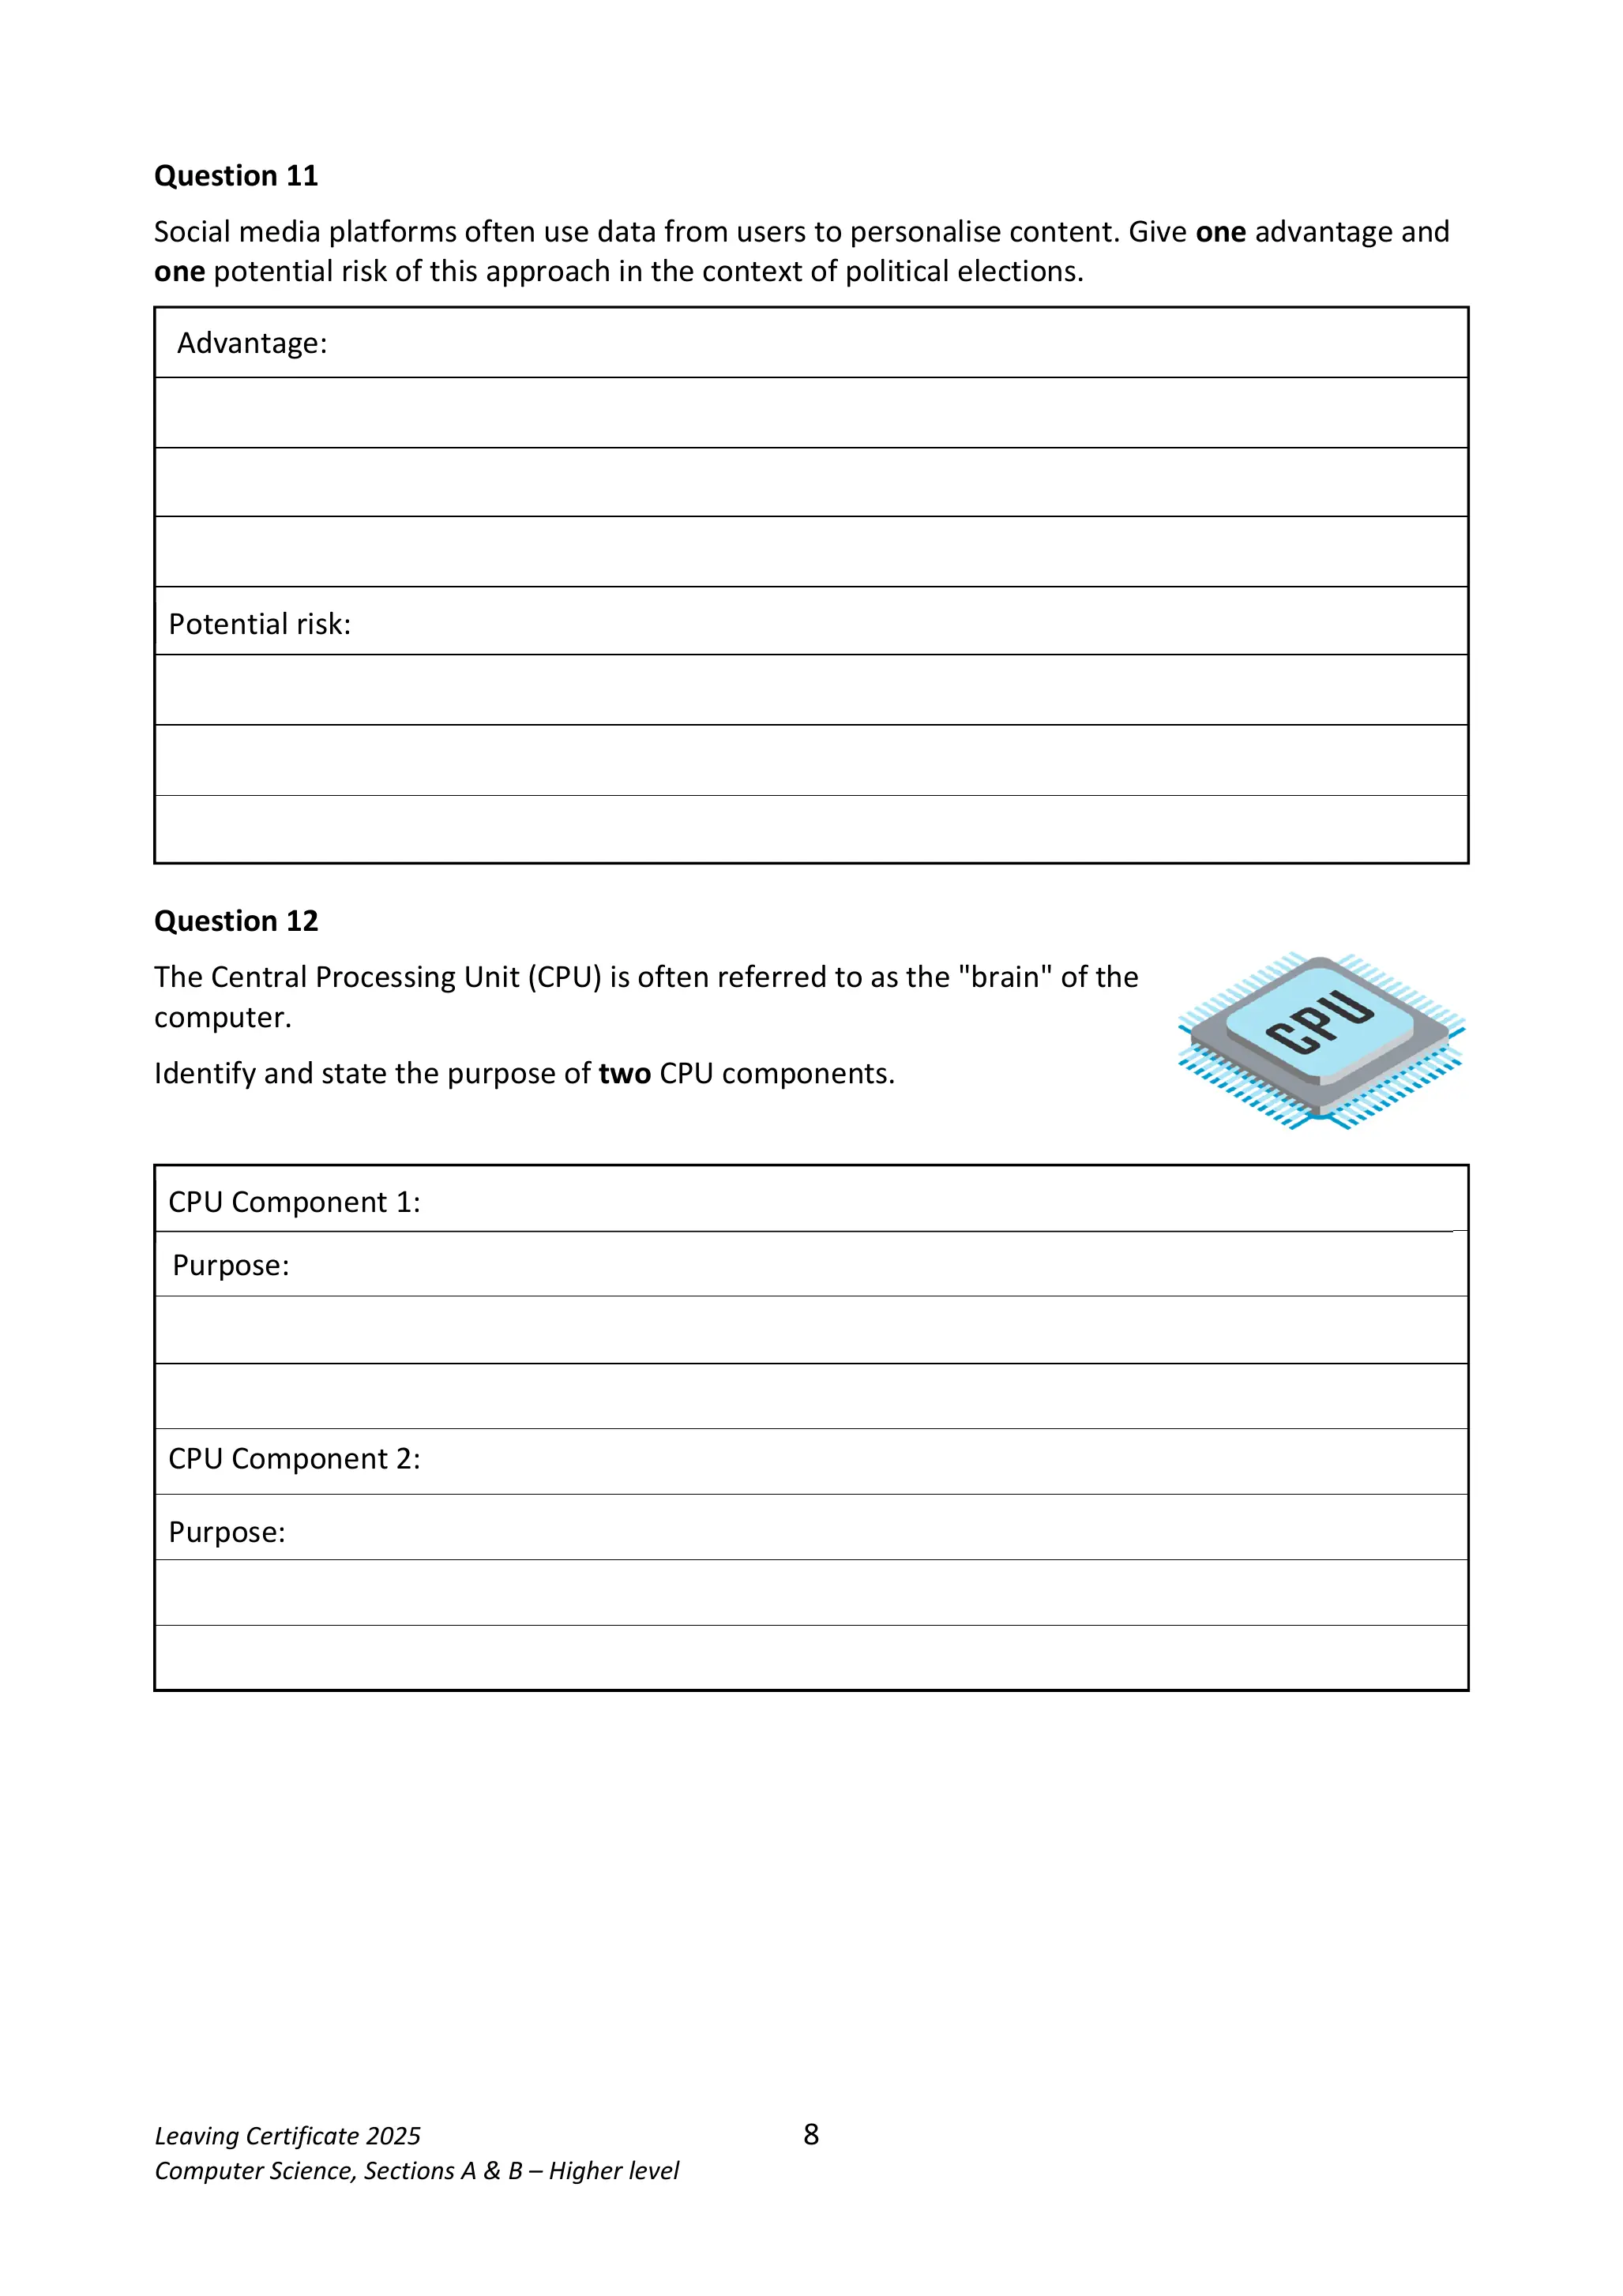 Question 11
Social media platforms often use data from users to personalise content. Give one advantage and
one potential risk of this approach in the context of political elections.
Advantage:
Potential risk:
Question 12
The Central Processing Unit (CPU) is often referred to as the "brain" of the
computer.
Identify and state the purpose of two CPU components.
CPU
CPU Component 1:
Purpose:
CPU Component 2:
Purpose:
Leaving Certificate 2025
8
Computer Science, Sections A & B – Higher level